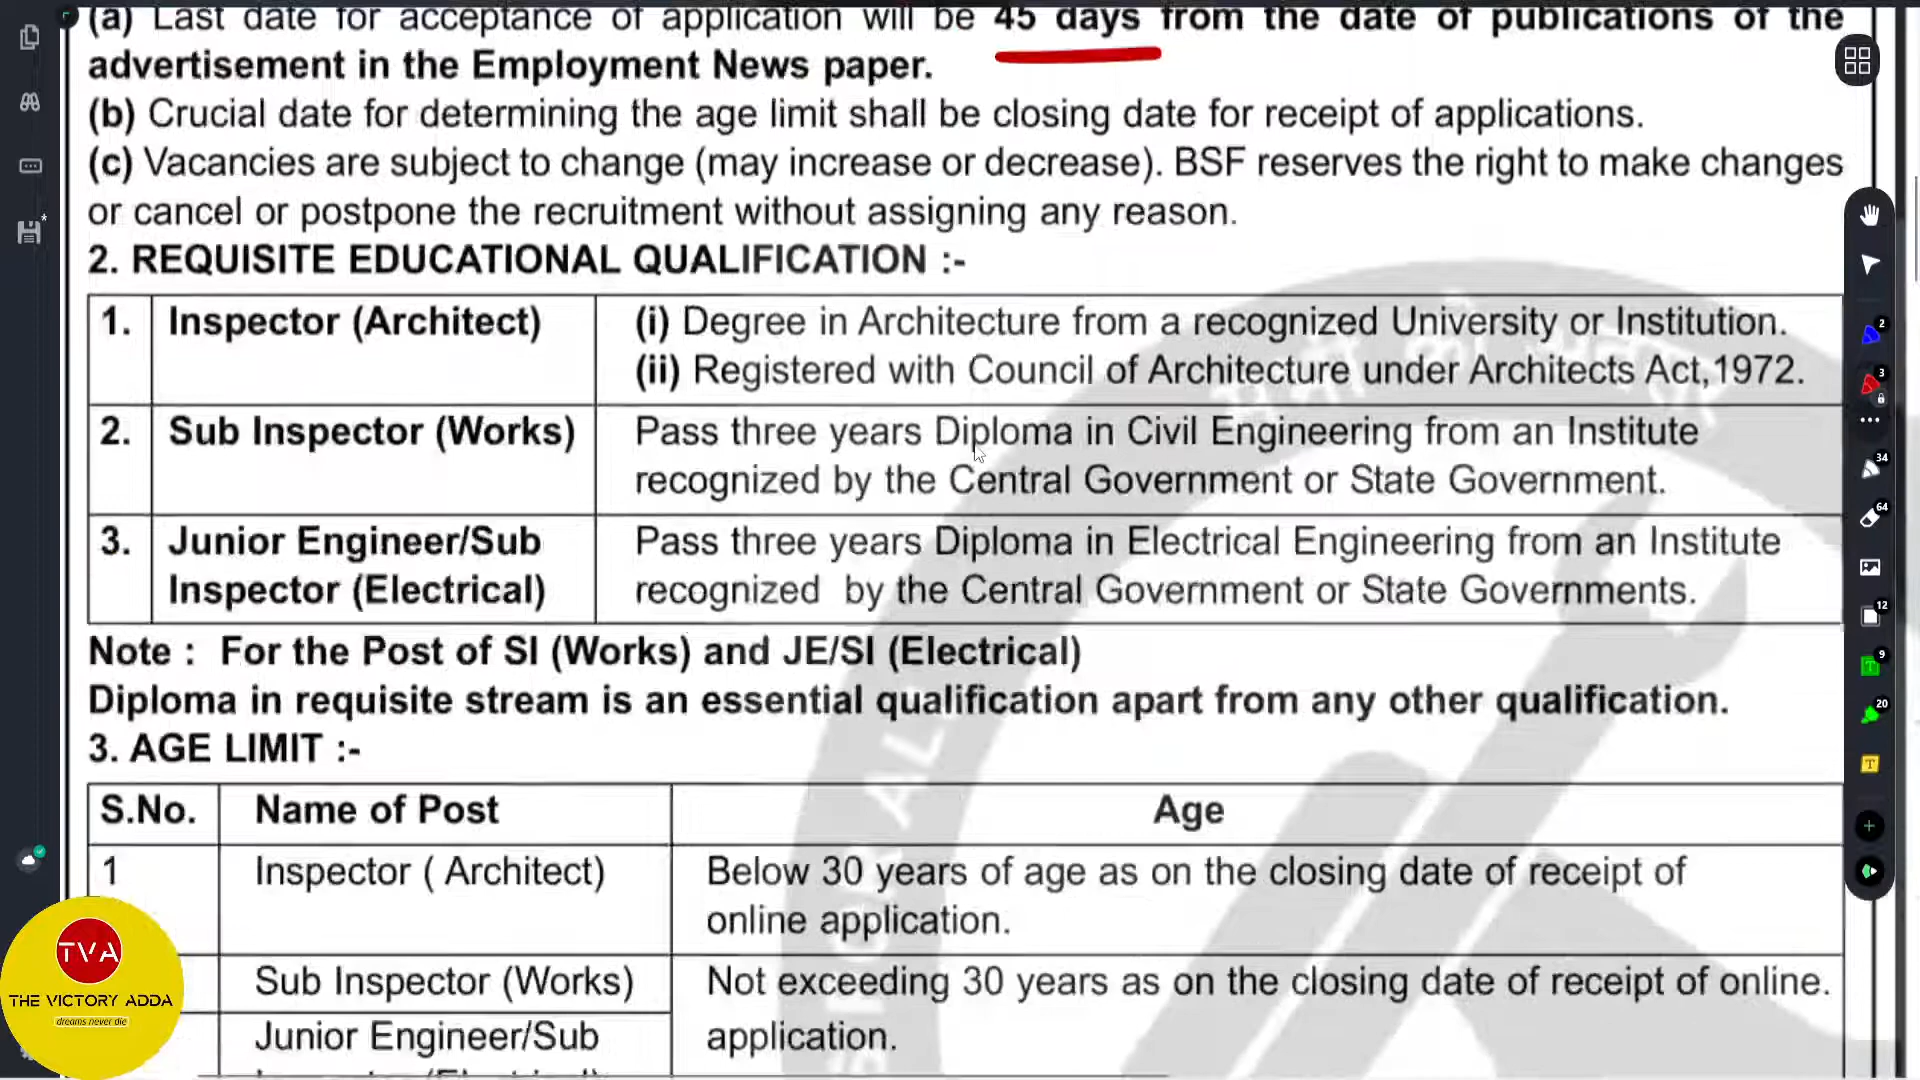 (a) Last date for acceptance of application will be 45 days from the date of publications of the
advertisement in the Employment News paper.
(b) Crucial date for determining the age limit shall be closing date for receipt of applications.
(c) Vacancies are subject to change (may increase or decrease). BSF reserves the right to make changes
or cancel or postpone the recruitment without assigning any reason.
2. REQUISITE EDUCATIONAL QUALIFICATION :-
1. Inspector (Architect) (i) Degree in Architecture from a recognized University or Institution.
(ii) Registered with Council of Architecture under Architects Act,1972.
2. Sub Inspector (Works) Pass three years Diploma in Civil Engineering from an Institute
recognized by the Central Government or State Government.
3. Junior Engineer/Sub Pass three years Diploma in Electrical Engineering from an Institute
Inspector (Electrical) recognized by the Central Government or State Governments.
Note : For the Post of SI (Works) and JE/SI (Electrical)
Diploma in requisite stream is an essential qualification apart from any other qualification.
3. AGE LIMIT :-
S.No. Name of Post Age
1 Inspector ( Architect) Below 30 years of age as on the closing date of receipt of
online application.
Sub Inspector (Works) Not exceeding 30 years as on the closing date of receipt of online.
Junior Engineer/Sub application.
TVA
THE VICTORY ADDA
dreams never die
2
3
34
64
12
9
20
T
T